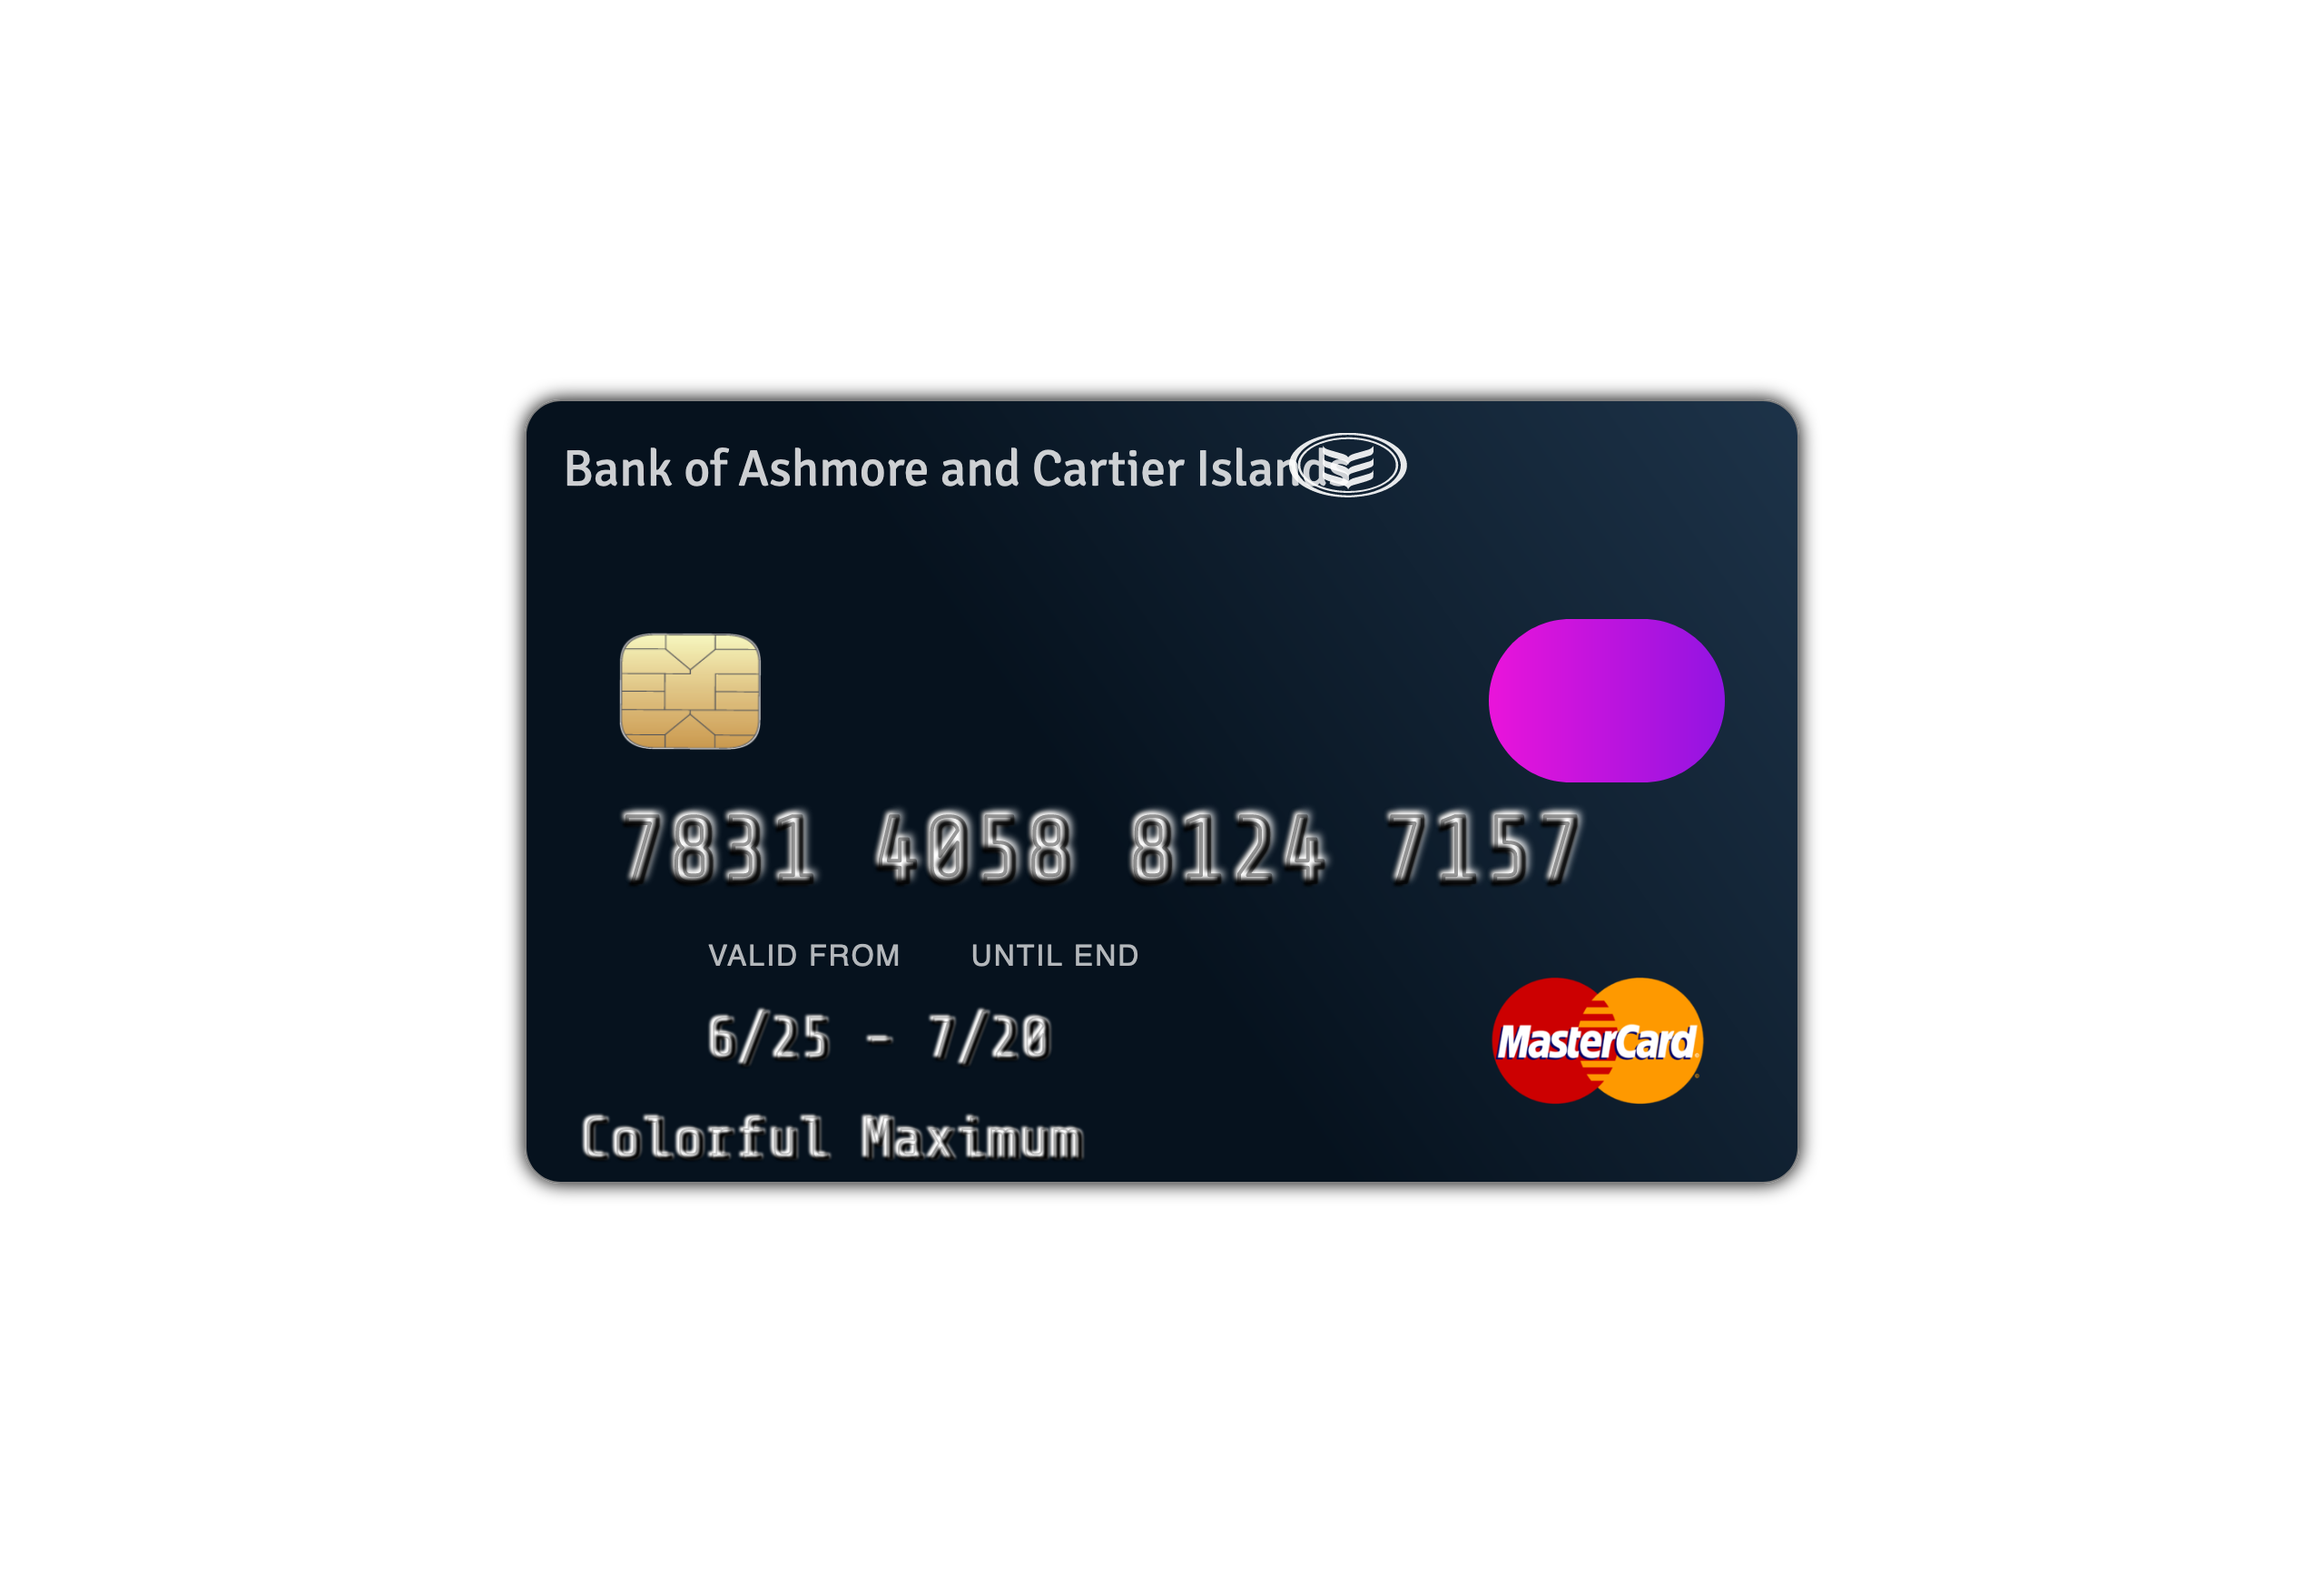 Bank of Ashmore and Cartier Islands
7831 4058 8124 7157
VALID FROM UNTIL END
6/25 - 7/20
MasterCard
Colorful Maximum